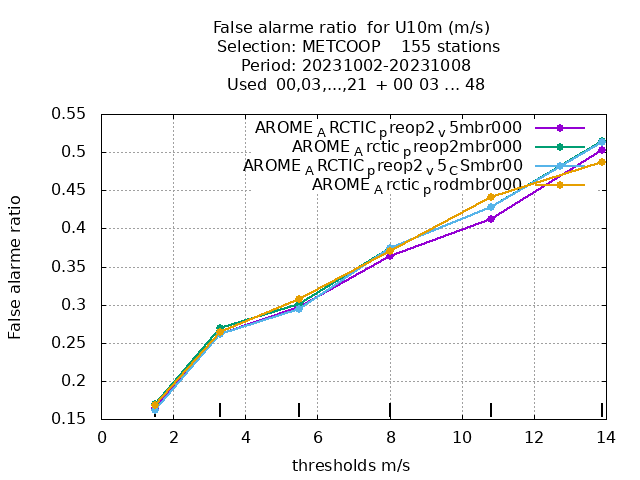 False alarme ratio  for U10m (m/s)
Selection: METCOOP    155 stations
Period: 20231002-20231008
Used  00,03,...,21  + 00 03 ... 48
AROME_ARCTIC_preop2_v5mbr000
AROME_Arctic_preop2mbr000
AROME_ARCTIC_preop2_v5_CSmbr00
AROME_Arctic_prodmbr000
0.55
0.5
0.45
0.4
0.35
0.3
0.25
0.2
0.15
False alarme ratio
0 2 4 6 8 10 12 14
thresholds m/s